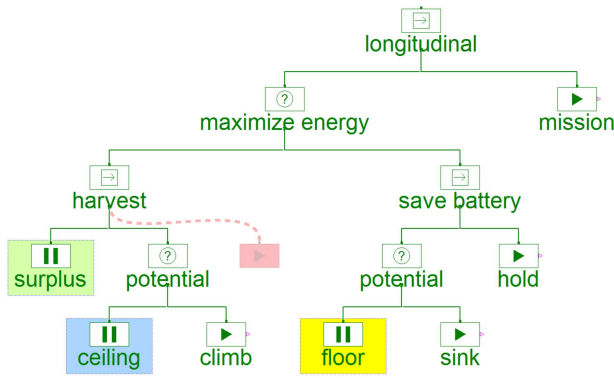 longitudinal
?
maximize energy
mission
harvest
save battery
surplus
?
potential
?
potential
hold
ceiling
climb
floor
sink